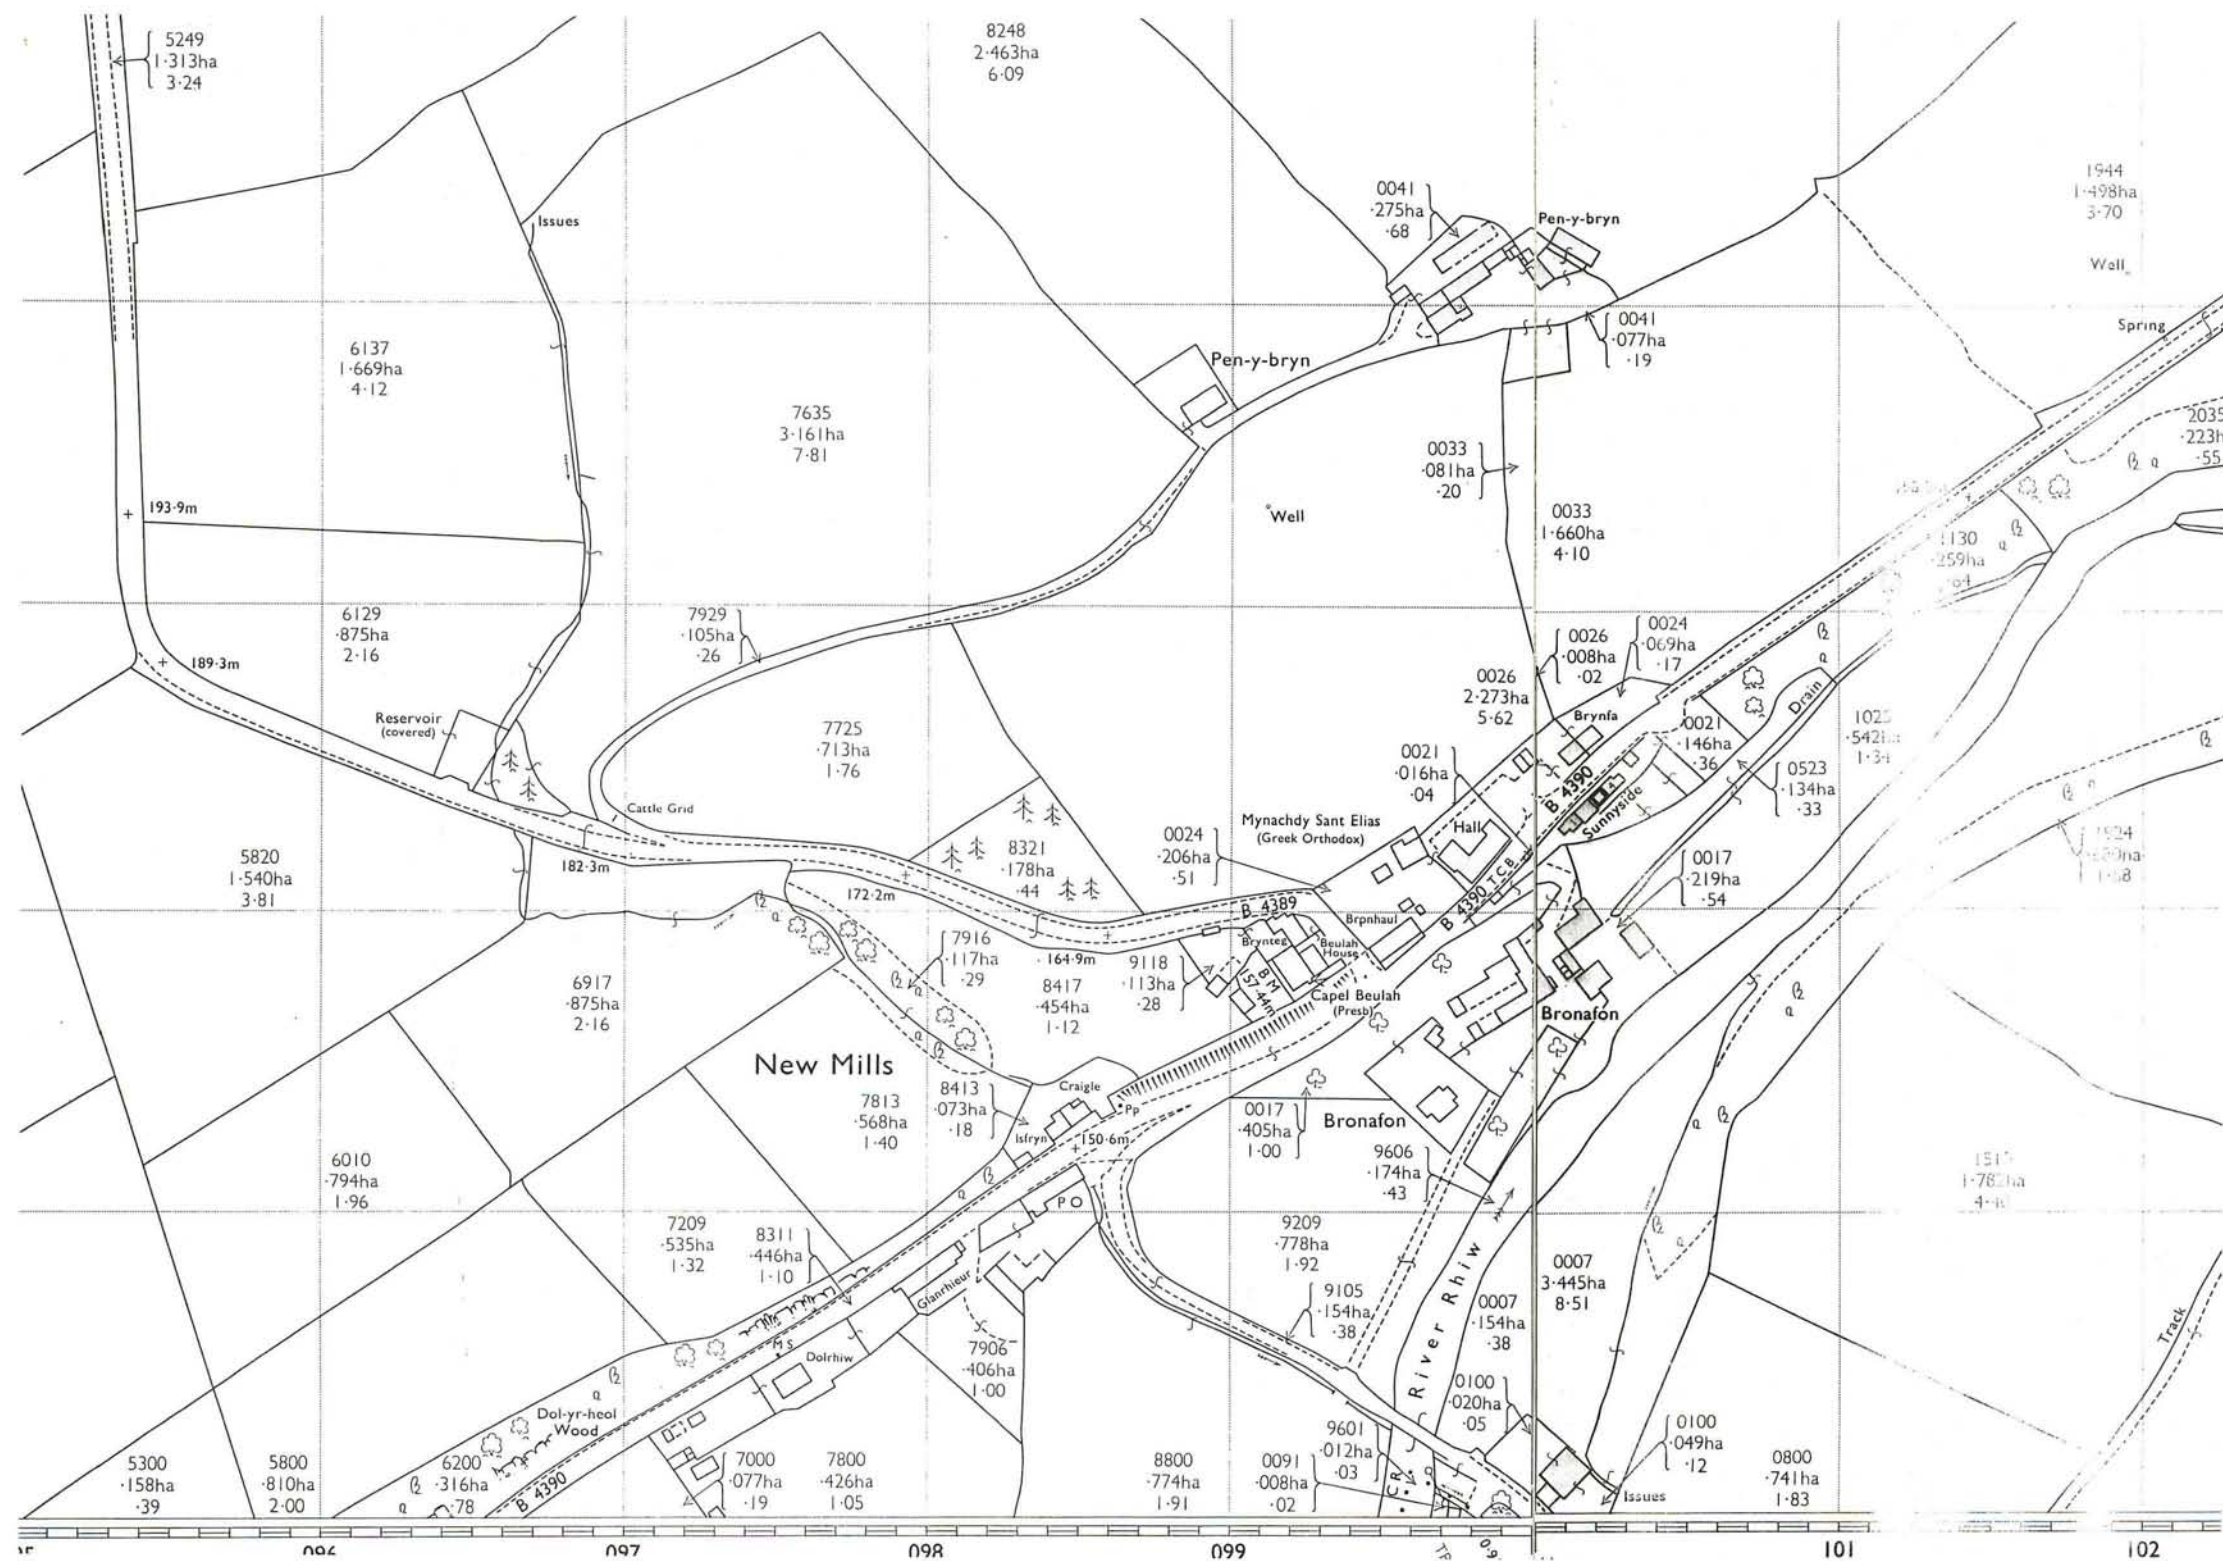 5249
1·313ha
3·24
8248
2·463ha
6·09
0041
·275ha
·68
Pen-y-bryn
1944
1·498ha
3·70
Well
Issues
6137
1·669ha
4·12
7635
3·161ha
7·81
Pen-y-bryn
0041
·077ha
·19
Spring
2035
·55
193·9m
Well
0033
·081ha
·20
0033
1·660ha
4·10
6129
·875ha
2·16
7929
·105ha
·26
189·3m
0026
·008ha
·02
0024
·069ha
·17
0026
2·273ha
5·62
Reservoir
(covered)
7725
·713ha
1·76
Brynfa
0021
·146ha
·36
Drain
0021
·016ha
·04
B 4390
Sunnyside
0523
·134ha
·33
Cattle Grid
Mynachdy Sant Elias
(Greek Orthodox)
Hall
0024
·206ha
·51
8321
·178ha
·44
5820
1·540ha
3·81
182·3m
172·2m
B 4389
B 4390
T C B
0017
·219ha
·54
Brynteg
Beulah
House
7916
·117ha
·29
164·9m
9118
·113ha
·28
B M
157·44m
6917
·875ha
2·16
8417
·454ha
1·12
Capel Beulah
(Presb)
Bronafon
New Mills
7813
·568ha
1·40
8413
·073ha
·18
Craigle
Isfryn
Pp
150·6m
0017
·405ha
1·00
Bronafon
9606
·174ha
·43
6010
·794ha
1·96
P O
7209
·535ha
1·32
8311
·446ha
1·10
9209
·778ha
1·92
River Rhiw
0007
3·445ha
8·51
Glanrhieur
9105
·154ha
·38
0007
·154ha
·38
M S
Dolrhiw
7906
·406ha
1·00
Track
Dol-yr-heol
Wood
0100
·020ha
·05
5300
·158ha
·39
5800
·810ha
2·00
6200
·316ha
·78
B 4390
7000
·077ha
·19
7800
·426ha
1·05
8800
·774ha
1·91
9601
·012ha
·03
0091
·008ha
·02
C R
0100
·049ha
·12
0800
·741ha
1·83
Issues
097
098
099
101
102